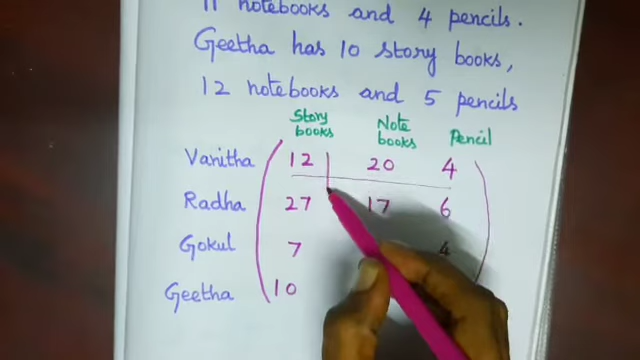 11 notebooks and 4 pencils.
Geetha has 10 story books,
12 notebooks and 5 pencils
Story books Note books Pencil
Vanitha 12 20 4
Radha 27 17 6
Gokul 7 4
Geetha 10